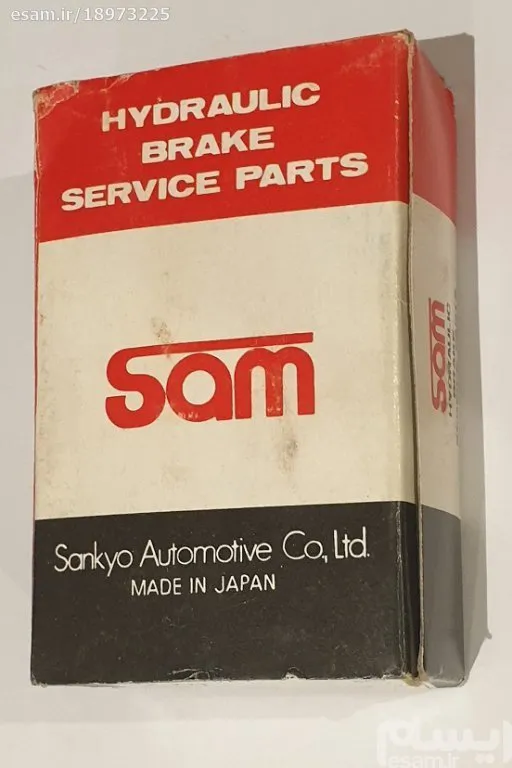 esam.ir/18973225
HYDRAULIC
BRAKE
SERVICE PARTS
Sam
Sankyo Automotive Co., Ltd.
MADE IN JAPAN
Sam
ایسام
esam.ir